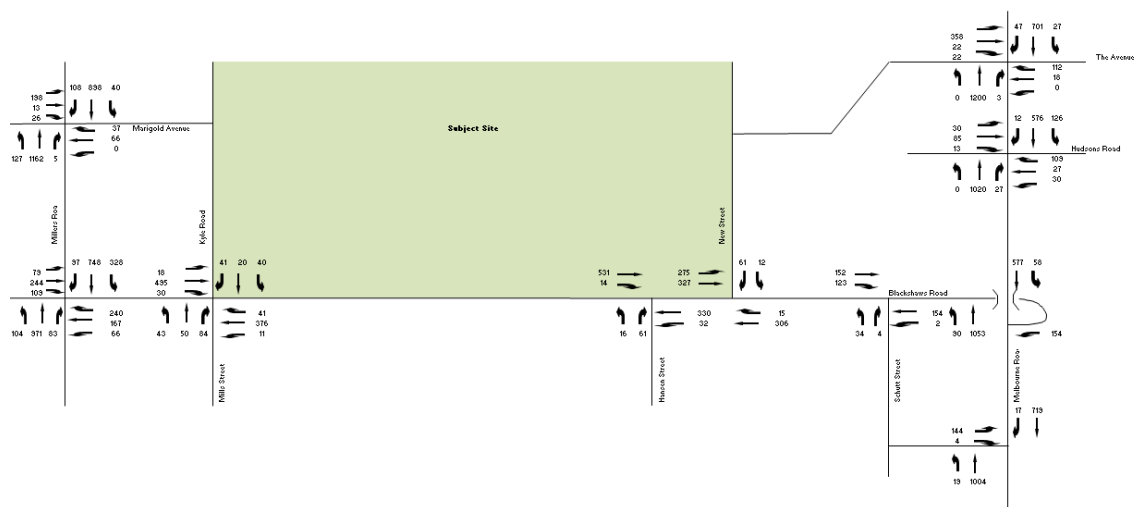 47 701 27
358
22
22
The Avenue
112
18
0
0 1200 3
108 898 40
198
13
26
Marigold Avenue
37
66
0
127 1162 5
Subject Site
12 576 126
30
85
13
Hudsons Road
109
27
30
0 1020 27
Millers Roa
Kyle Road
New Street
97 748 328
79
244
109
18
495
30
41 20 40
531
14
275
327
61 12
152
123
577 58
Blackshaws Road
240
167
66
104 971 83
43 50 84
41
376
11
16 61
330
32
15
306
34 4
154
2
90 1053
154
Mills Street
Hansen Street
Schutt Street
Melbourne Roa
17 719
144
4
19 1004